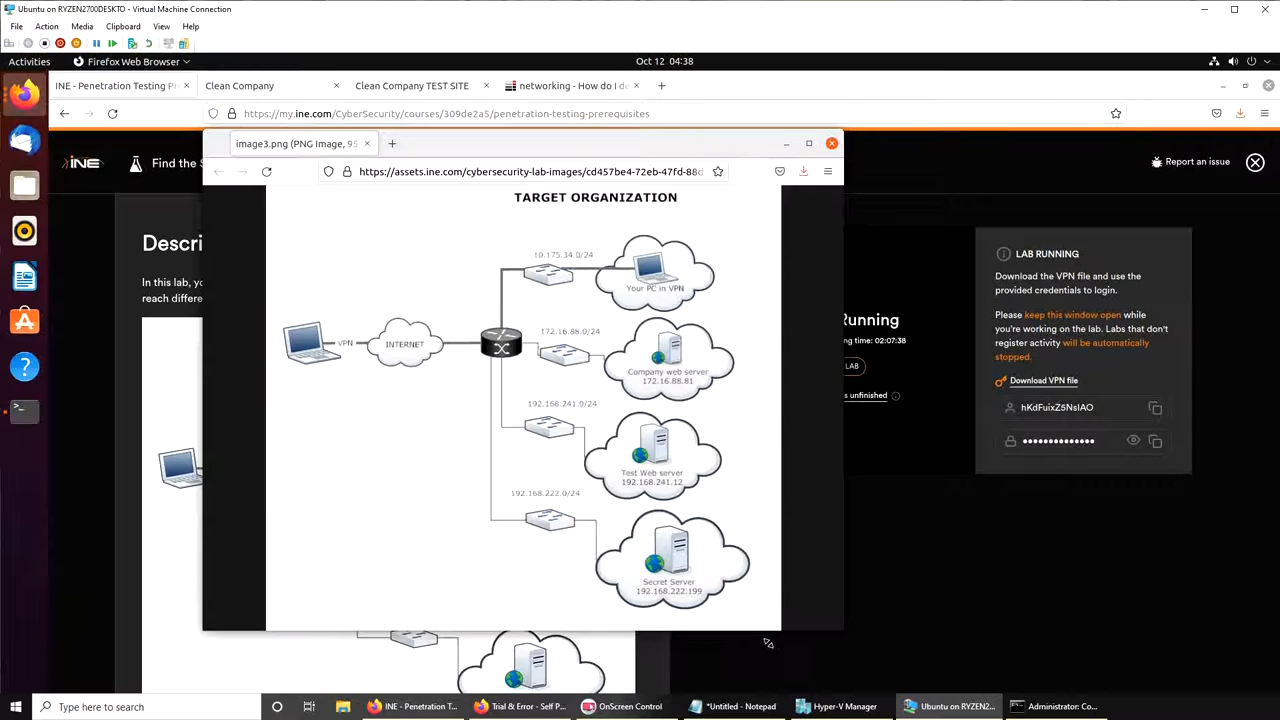 Ubuntu on RYZEN2700DESKTO - Virtual Machine Connection
File Action Media Clipboard View Help
Activities Firefox Web Browser Oct 12 04:38
INE - Penetration Testing Pr Clean Company Clean Company TEST SITE networking - How do I d
https://my.ine.com/CyberSecurity/courses/309de2a5/penetration-testing-prerequisites
image3.png (PNG Image, 95
INE Find the S Report an issue
https://assets.ine.com/cybersecurity-lab-images/cd457be4-72eb-47fd-88d
TARGET ORGANIZATION
Descri
In this lab, yo
reach differe
10.175.34.0/24
Your PC in VPN
VPN
INTERNET
172.16.88.0/24
Company web server
172.16.88.81
192.168.241.0/24
Test Web server
192.168.241.12
192.168.222.0/24
Secret Server
192.168.222.199
Running
ng time: 02:07:38
LAB
s unfinished
LAB RUNNING
Download the VPN file and use the
provided credentials to login.
Please keep this window open while
you're working on the lab. Labs that don't
register activity will be automatically
stopped.
Download VPN file
hKdFuixZ5NsIAO
Type here to search INE - Penetration T... Trial & Error - Self P... OnScreen Control *Untitled - Notepad Hyper-V Manager Ubuntu on RYZEN2... Administrator: Co...